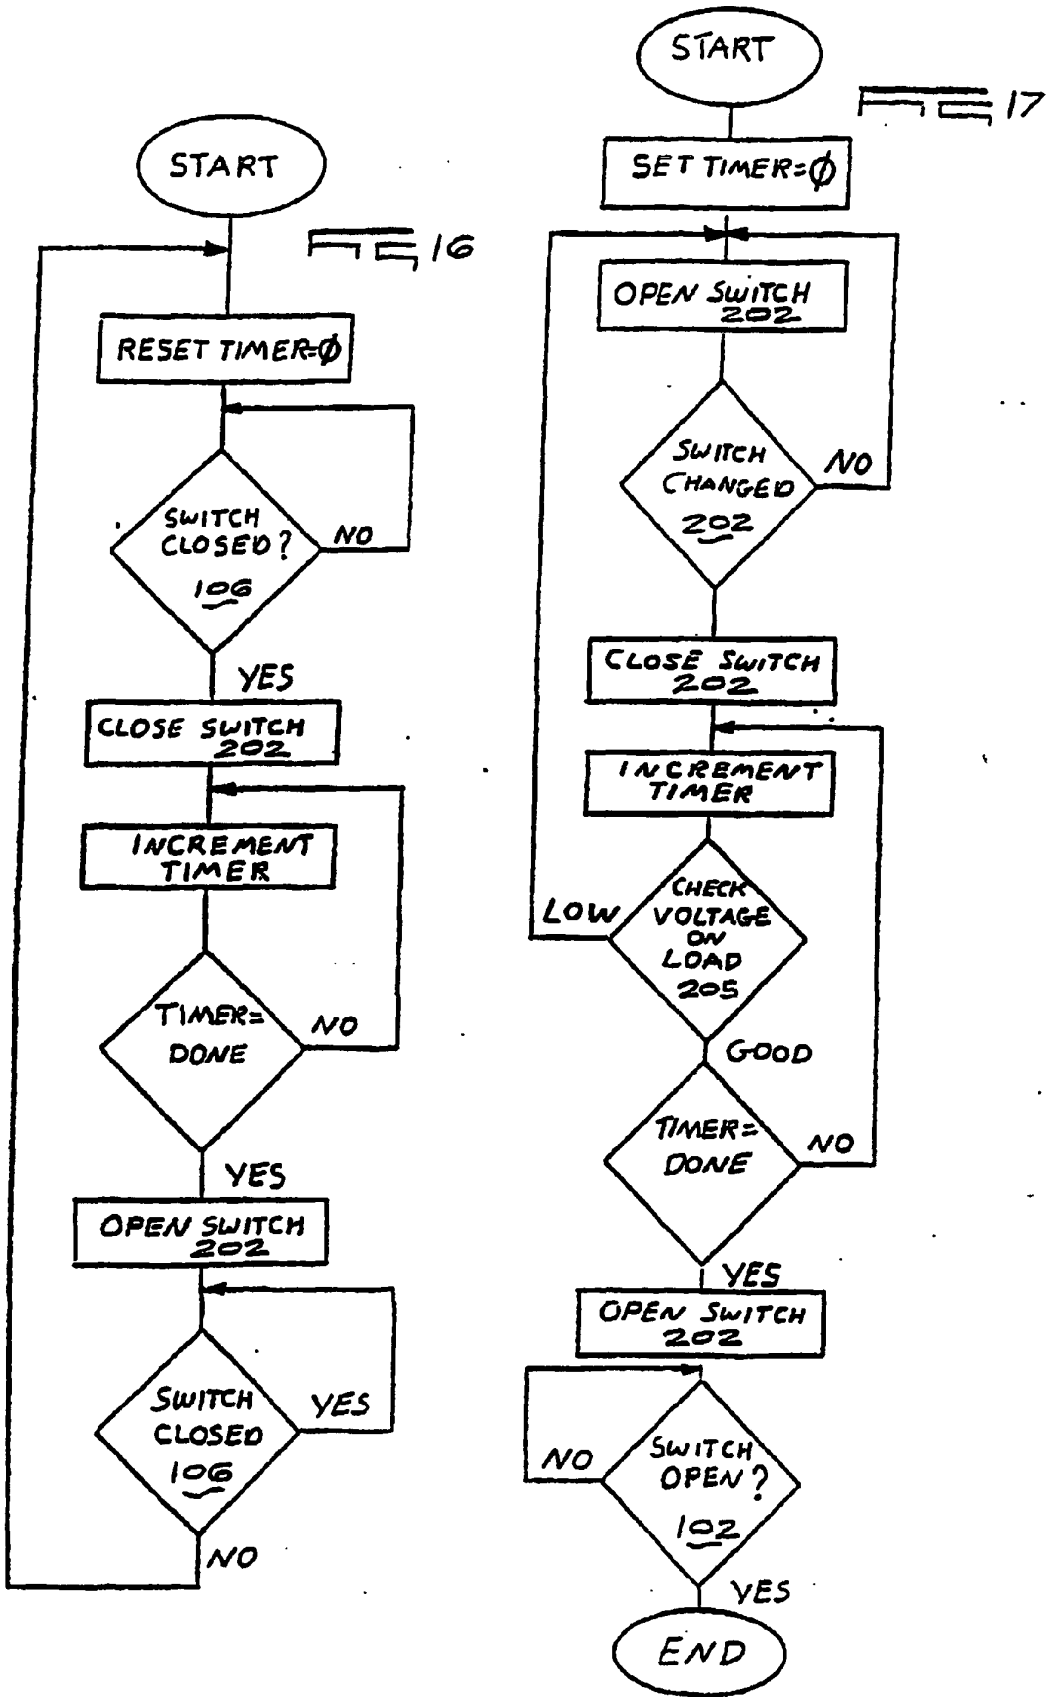 START
FIG 16
RESET TIMER=Ø
SWITCH
CLOSED?
106
NO
YES
CLOSE SWITCH
202
INCREMENT
TIMER
TIMER=
DONE
NO
YES
OPEN SWITCH
202
SWITCH
CLOSED
106
YES
NO
START
FIG 17
SET TIMER=Ø
OPEN SWITCH
202
SWITCH
CHANGED
202
NO
CLOSE SWITCH
202
INCREMENT
TIMER
CHECK
VOLTAGE
ON
LOAD
205
LOW
GOOD
TIMER=
DONE
NO
YES
OPEN SWITCH
202
SWITCH
OPEN?
102
NO
YES
END